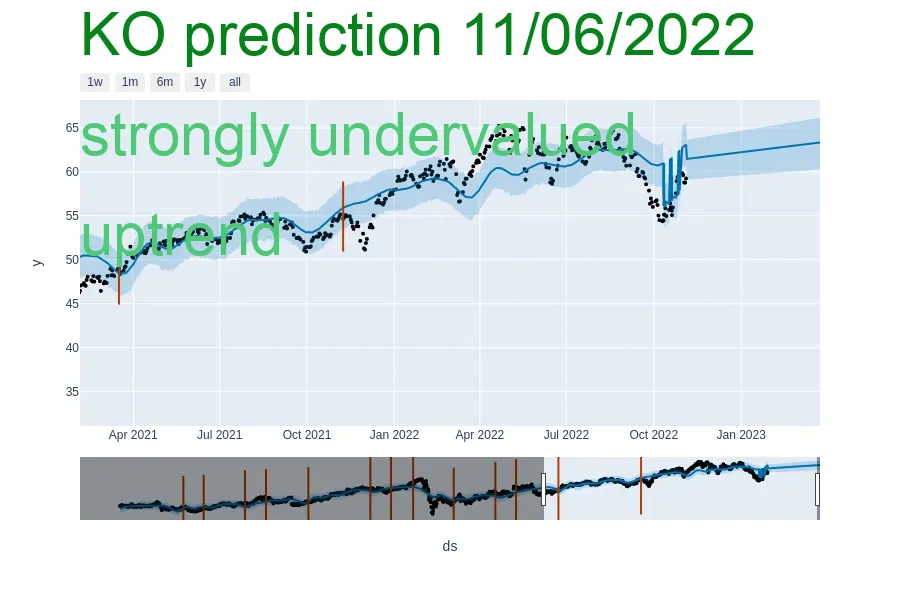 KO prediction 11/06/2022
1w 1m 6m 1y all
strongly undervalued
uptrend
65
60
55
50
45
40
35
y
Apr 2021 Jul 2021 Oct 2021 Jan 2022 Apr 2022 Jul 2022 Oct 2022 Jan 2023
ds